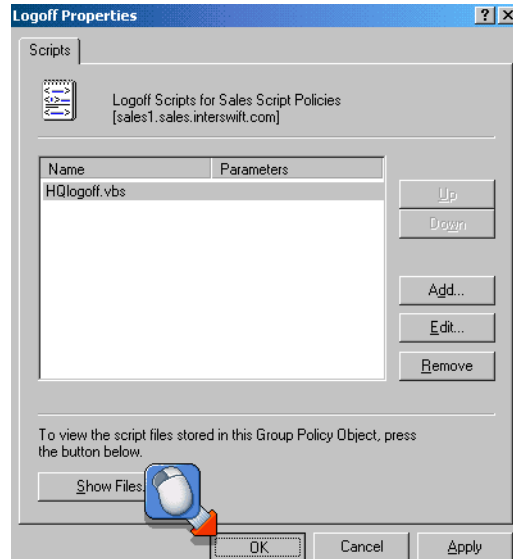 Logoff Properties
Scripts
Logoff Scripts for Sales Script Policies
[sales1.sales.interswift.com]
Name Parameters
HQlogoff.vbs
Up
Down
Add...
Edit...
Remove
To view the script files stored in this Group Policy Object, press
the button below.
Show Files.
OK Cancel Apply